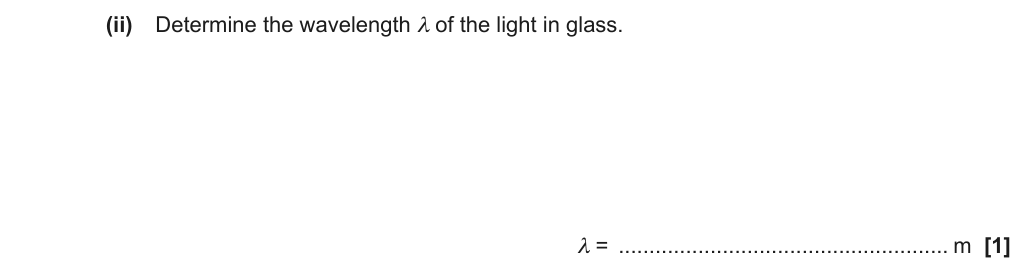 (ii) Determine the wavelength λ of the light in glass.
λ = ...................................................... m [1]